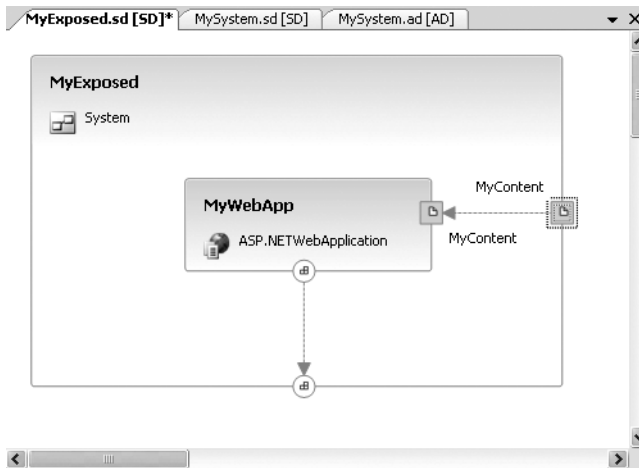 MyExposed.sd [SD]* MySystem.sd [SD] MySystem.ad [AD]
MyExposed
System
MyContent
MyWebApp
ASP.NETWebApplication
MyContent